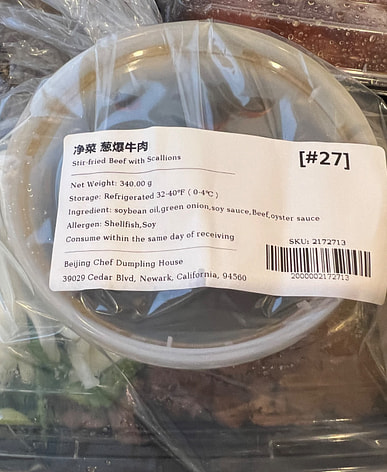 净菜 葱爆牛肉
[#27]
Stir-fried Beef with Scallions
Net Weight: 340.00 g
Storage: Refrigerated 32-40°F ( 0-4℃ )
Ingredient: soybean oil,green onion,soy sauce,Beef,oyster sauce
Allergen: Shellfish,Soy
Consume within the same day of receiving
SKU: 2172713
2000002172713
Beijing Chef Dumpling House
39029 Cedar Blvd, Newark, California, 94560